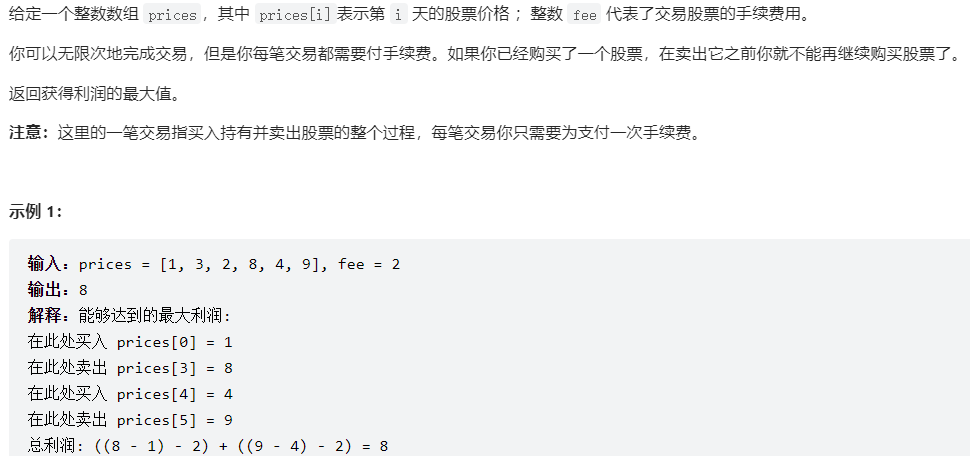 给定一个整数数组 prices，其中 prices[i]表示第 i 天的股票价格 ；整数 fee 代表了交易股票的手续费用。
你可以无限次地完成交易，但是你每笔交易都需要付手续费。如果你已经购买了一个股票，在卖出它之前你就不能再继续购买股票了。
返回获得利润的最大值。
注意：这里的一笔交易指买入持有并卖出股票的整个过程，每笔交易你只需要为支付一次手续费。
示例 1：
输入：prices = [1, 3, 2, 8, 4, 9], fee = 2
输出：8
解释：能够达到的最大利润:
在此处买入 prices[0] = 1
在此处卖出 prices[3] = 8
在此处买入 prices[4] = 4
在此处卖出 prices[5] = 9
总利润: ((8 - 1) - 2) + ((9 - 4) - 2) = 8